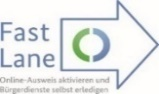 Fast
Lane
Online-Ausweis aktivieren und
Bürgerdienste selbst erledigen